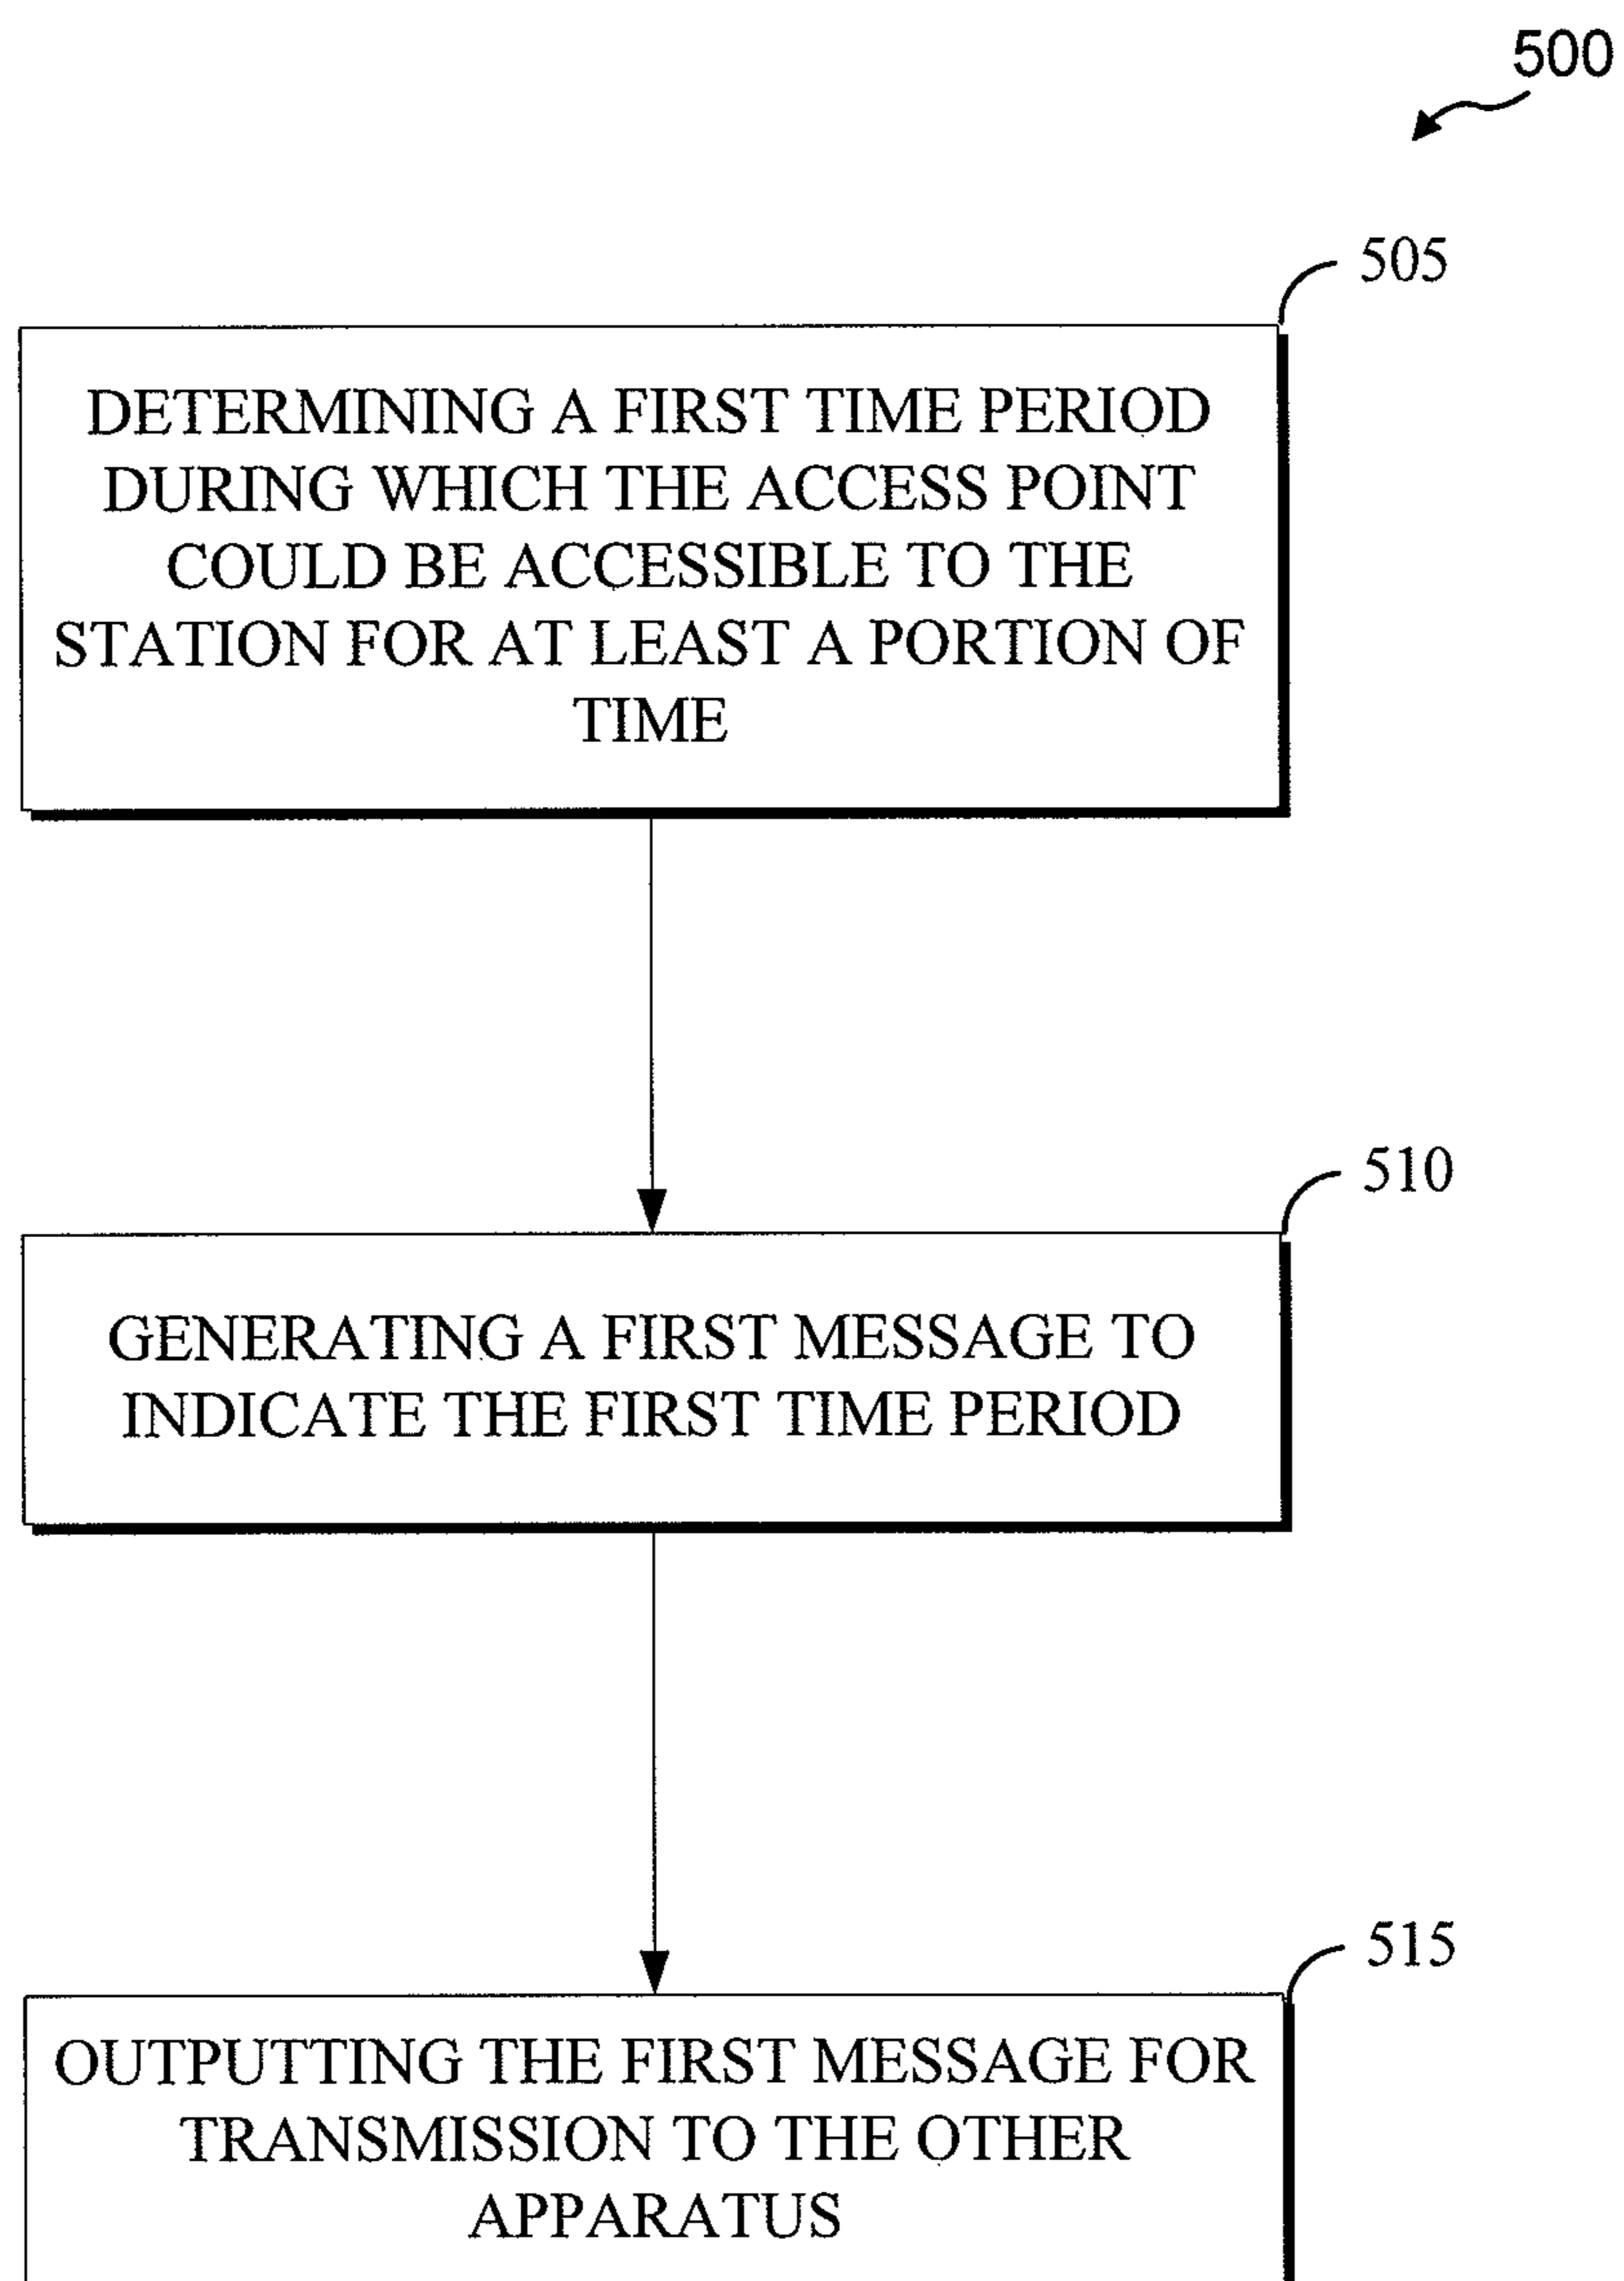 500
505
DETERMINING A FIRST TIME PERIOD
DURING WHICH THE ACCESS POINT
COULD BE ACCESSIBLE TO THE
STATION FOR AT LEAST A PORTION OF
TIME
510
GENERATING A FIRST MESSAGE TO
INDICATE THE FIRST TIME PERIOD
515
OUTPUTTING THE FIRST MESSAGE FOR
TRANSMISSION TO THE OTHER
APPARATUS